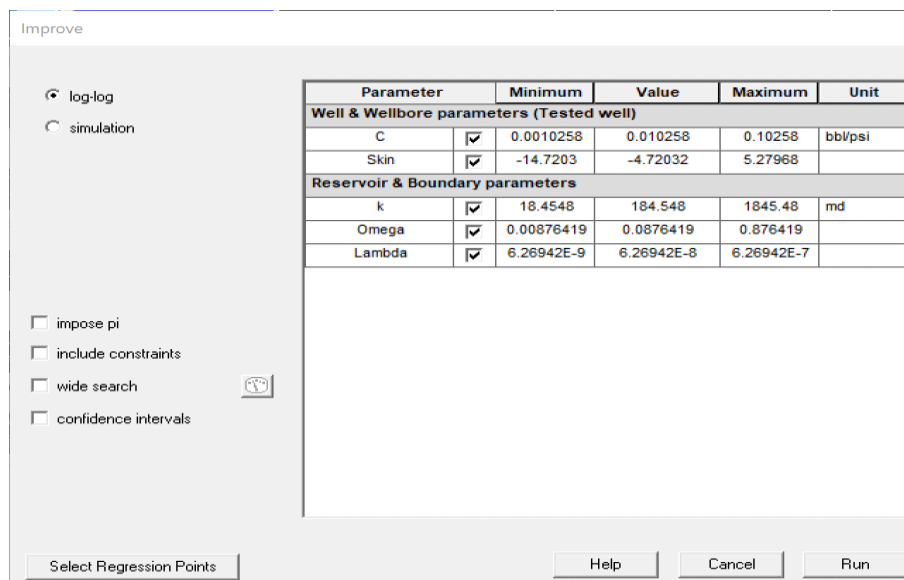 Improve
log-log
simulation
Parameter Minimum Value Maximum Unit
Well & Wellbore parameters (Tested well)
C 0.0010258 0.010258 0.10258 bbl/psi
Skin -14.7203 -4.72032 5.27968
Reservoir & Boundary parameters
k 18.4548 184.548 1845.48 md
Omega 0.00876419 0.0876419 0.876419
Lambda 6.26942E-9 6.26942E-8 6.26942E-7
impose pi
include constraints
wide search
confidence intervals
Select Regression Points Help Cancel Run